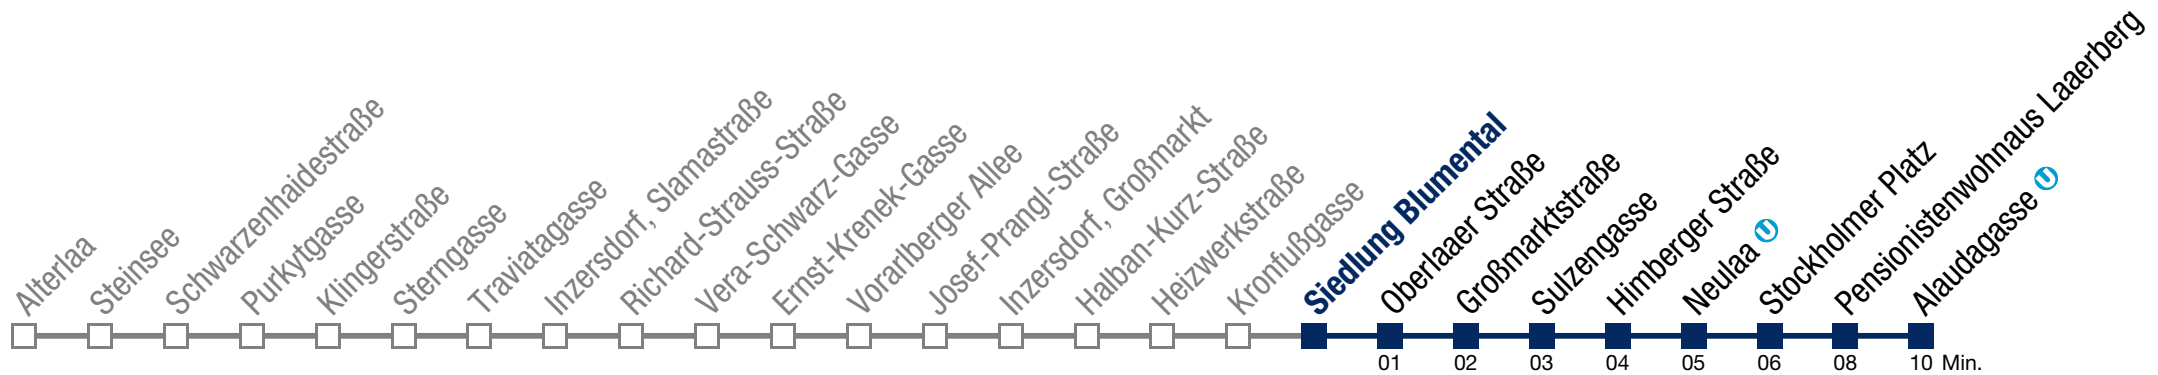 Alterlaa
Steinsee
Schwarzenhaidestraße
Purkytgasse
Klingerstraße
Sterngasse
Traviatagasse
Inzersdorf, Slamastraße
Richard-Strauss-Straße
Vera-Schwarz-Gasse
Ernst-Krenek-Gasse
Vorarlberger Allee
Josef-Prangl-Straße
Inzersdorf, Großmarkt
Halban-Kurz-Straße
Heizwerkstraße
Kronfußgasse
Siedlung Blumental
Oberlaaer Straße
Großmarktstraße
Sulzengasse
Himberger Straße
Neulaa U
Stockholmer Platz
Pensionistenwohnhaus Laaerberg
Alaudagasse U
01 02 03 04 05 06 08 10 Min.